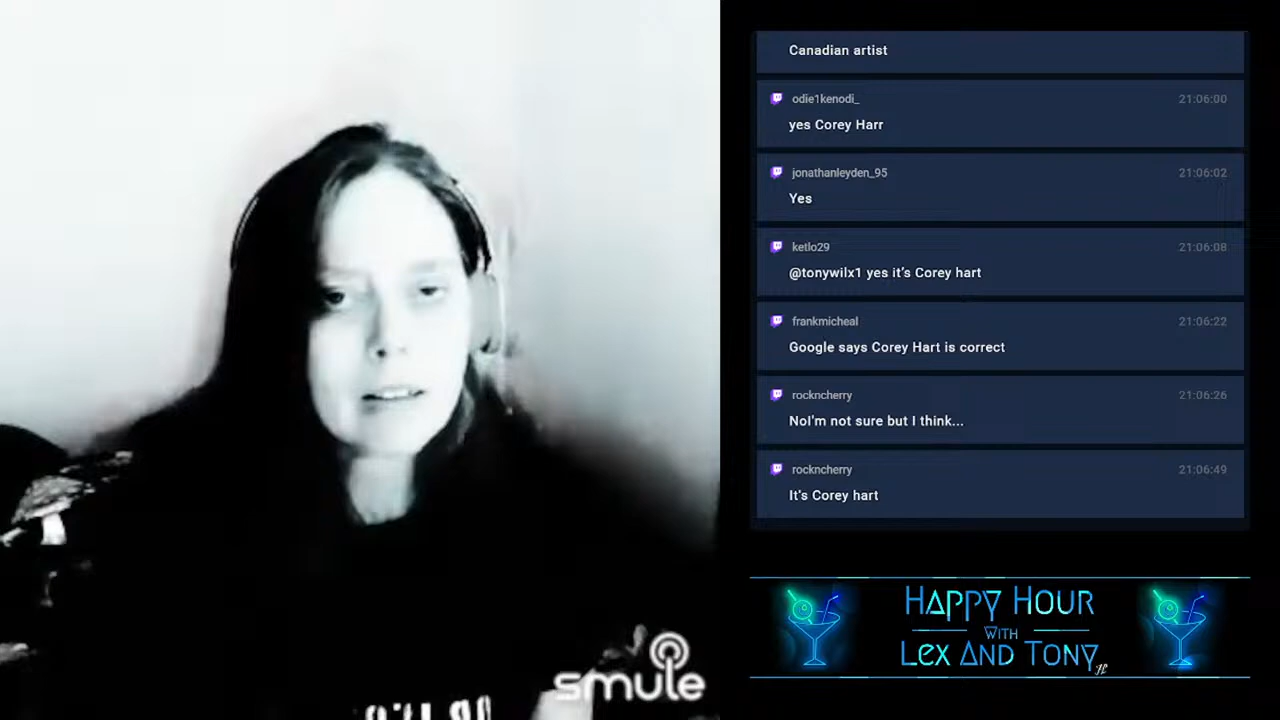 Canadian artist
odie1kenodi_ 21:06:00
yes Corey Harr
jonathanleyden_95 21:06:02
Yes
ketlo29 21:06:08
@tonywilx1 yes it’s Corey hart
frankmicheal 21:06:22
Google says Corey Hart is correct
rockncherry 21:06:26
NoI'm not sure but I think...
rockncherry 21:06:49
It's Corey hart
HAPPY HOUR
WITH
LEX AND TONY
smule